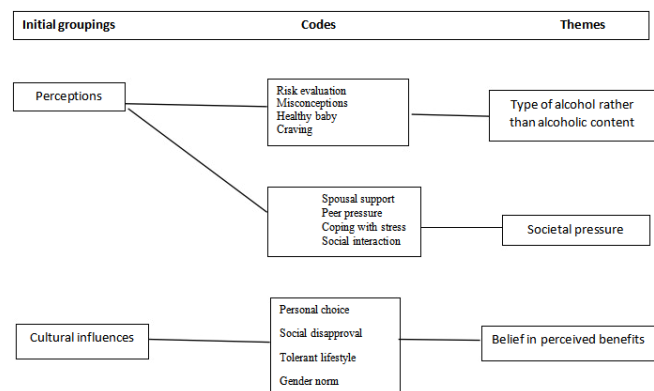 Initial groupings Codes Themes
Perceptions
Risk evaluation
Misconceptions
Healthy baby
Craving
Type of alcohol rather
than alcoholic content
Spousal support
Peer pressure
Coping with stress
Social interaction
Societal pressure
Cultural influences
Personal choice
Social disapproval
Tolerant lifestyle
Gender norm
Belief in perceived benefits